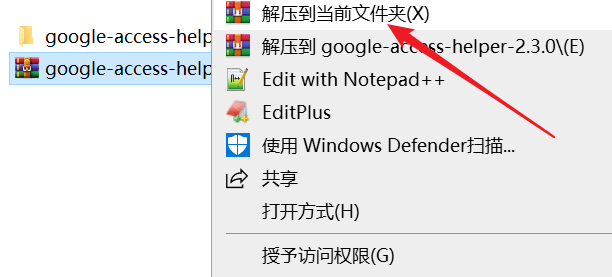 google-access-help
google-access-help
解压到当前文件夹(X)
解压到 google-access-helper-2.3.0\(E)
Edit with Notepad++
EditPlus
使用 Windows Defender扫描...
共享
打开方式(H)
授予访问权限(G)